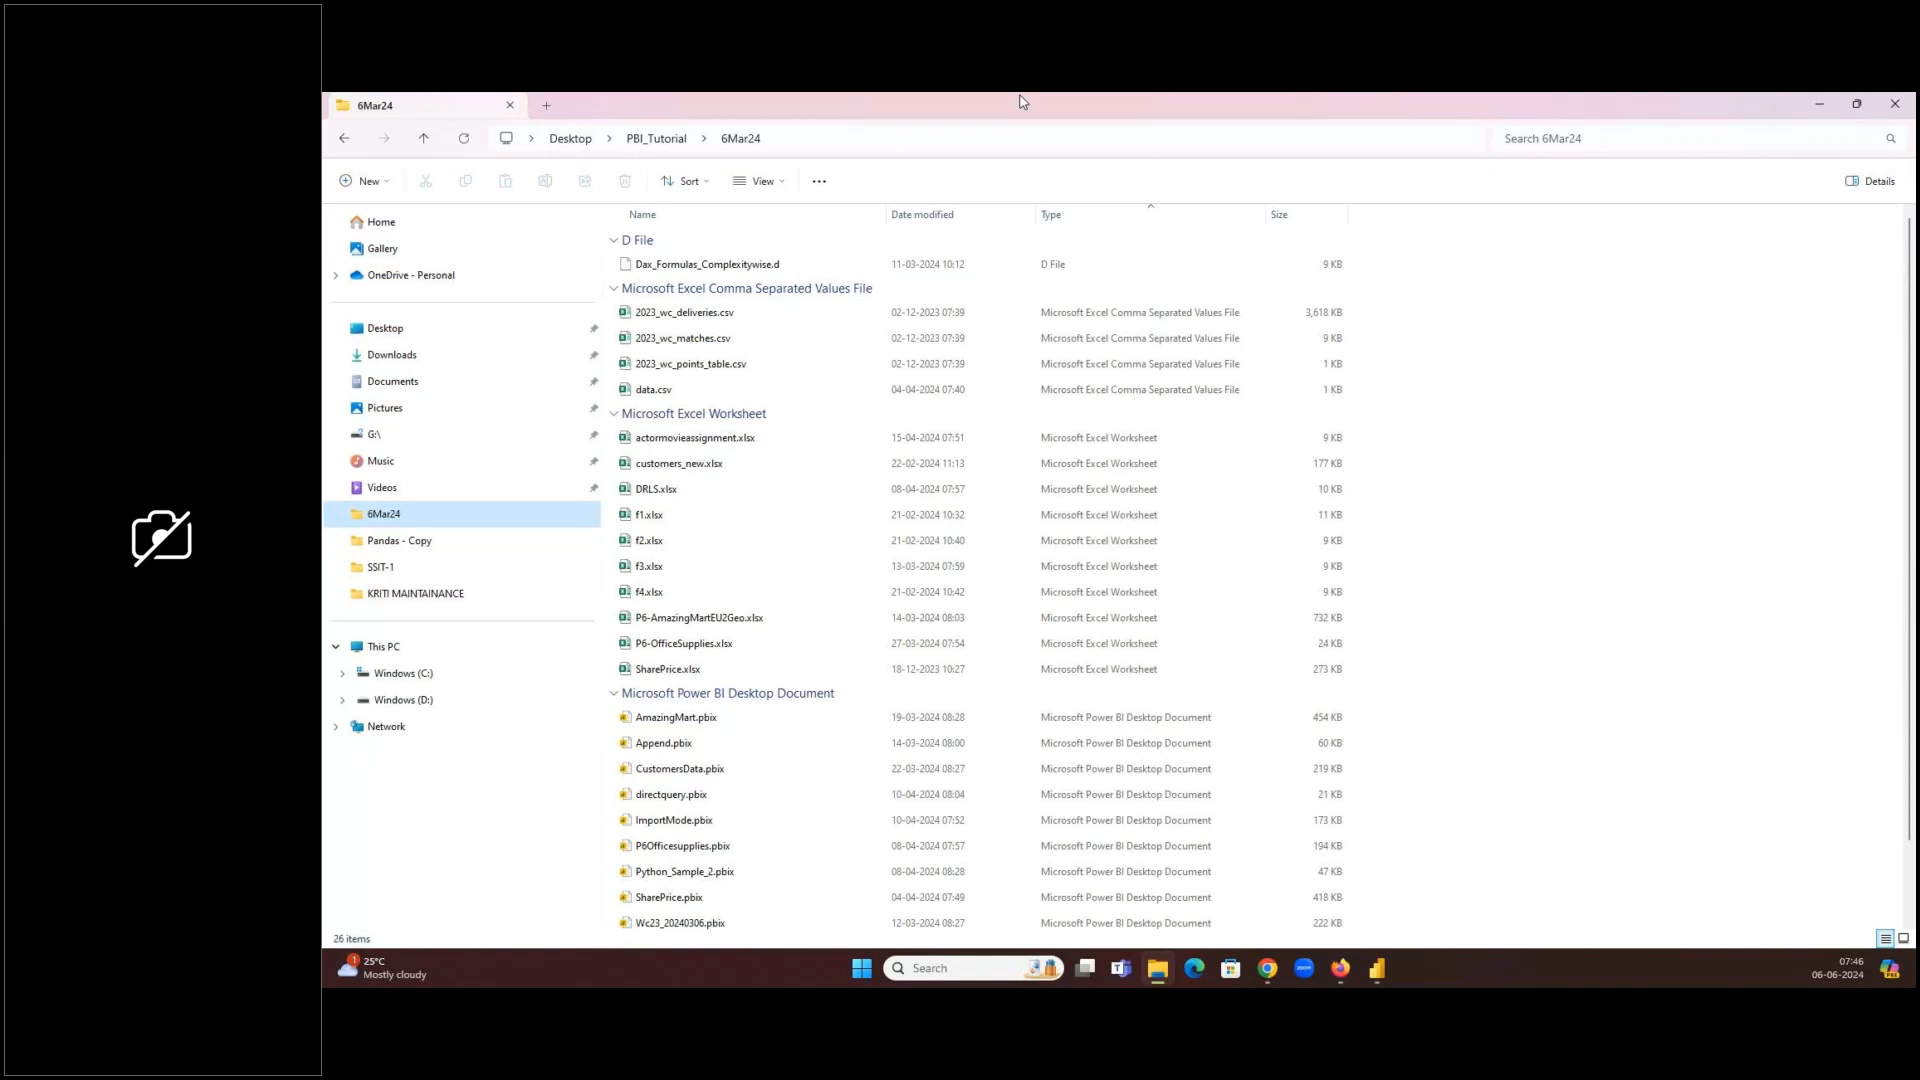 6Mar24
Desktop > PBI_Tutorial > 6Mar24
Search 6Mar24
New
Sort
View
Details
Home
Gallery
OneDrive - Personal
Desktop
Downloads
Documents
Pictures
G:\
Music
Videos
6Mar24
Pandas - Copy
SSIT-1
KRITI MAINTAINANCE
This PC
Windows (C:)
Windows (D:)
Network
Name Date modified Type Size
D File
Dax_Formulas_Complexitywise.d 11-03-2024 10:12 D File 9 KB
Microsoft Excel Comma Separated Values File
2023_wc_deliveries.csv 02-12-2023 07:39 Microsoft Excel Comma Separated Values File 3,618 KB
2023_wc_matches.csv 02-12-2023 07:39 Microsoft Excel Comma Separated Values File 9 KB
2023_wc_points_table.csv 02-12-2023 07:39 Microsoft Excel Comma Separated Values File 1 KB
data.csv 04-04-2024 07:40 Microsoft Excel Comma Separated Values File 1 KB
Microsoft Excel Worksheet
actormovieassignment.xlsx 15-04-2024 07:51 Microsoft Excel Worksheet 9 KB
customers_new.xlsx 22-02-2024 11:13 Microsoft Excel Worksheet 177 KB
DRLS.xlsx 08-04-2024 07:57 Microsoft Excel Worksheet 10 KB
f1.xlsx 21-02-2024 10:32 Microsoft Excel Worksheet 11 KB
f2.xlsx 21-02-2024 10:40 Microsoft Excel Worksheet 9 KB
f3.xlsx 13-03-2024 07:59 Microsoft Excel Worksheet 9 KB
f4.xlsx 21-02-2024 10:42 Microsoft Excel Worksheet 9 KB
P6-AmazingMartEU2Geo.xlsx 14-03-2024 08:03 Microsoft Excel Worksheet 732 KB
P6-OfficeSupplies.xlsx 27-03-2024 07:54 Microsoft Excel Worksheet 24 KB
SharePrice.xlsx 18-12-2023 10:27 Microsoft Excel Worksheet 273 KB
Microsoft Power BI Desktop Document
AmazingMart.pbix 19-03-2024 08:28 Microsoft Power BI Desktop Document 454 KB
Append.pbix 14-03-2024 08:00 Microsoft Power BI Desktop Document 60 KB
CustomersData.pbix 22-03-2024 08:27 Microsoft Power BI Desktop Document 219 KB
directquery.pbix 10-04-2024 08:04 Microsoft Power BI Desktop Document 21 KB
ImportMode.pbix 10-04-2024 07:52 Microsoft Power BI Desktop Document 173 KB
P6Officesupplies.pbix 08-04-2024 07:57 Microsoft Power BI Desktop Document 194 KB
Python_Sample_2.pbix 08-04-2024 08:28 Microsoft Power BI Desktop Document 47 KB
SharePrice.pbix 04-04-2024 07:49 Microsoft Power BI Desktop Document 418 KB
Wc23_20240306.pbix 12-03-2024 08:27 Microsoft Power BI Desktop Document 222 KB
26 items
1
25°C
Mostly cloudy
Search
zoom
07:46
06-06-2024
PRE